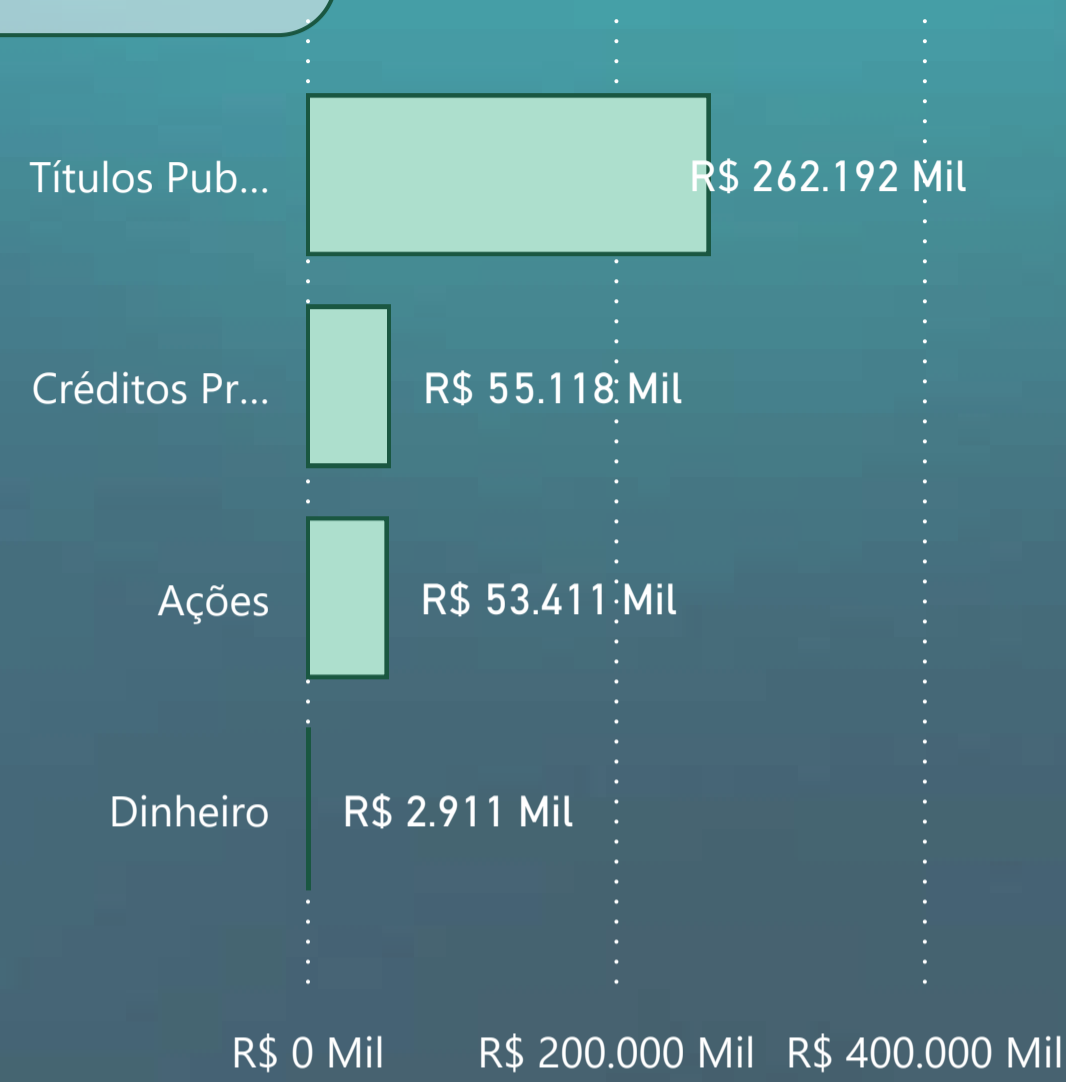 Títulos Pub... R$ 262.192 Mil
Créditos Pr... R$ 55.118 Mil
Ações R$ 53.411 Mil
Dinheiro R$ 2.911 Mil
R$ 0 Mil R$ 200.000 Mil R$ 400.000 Mil